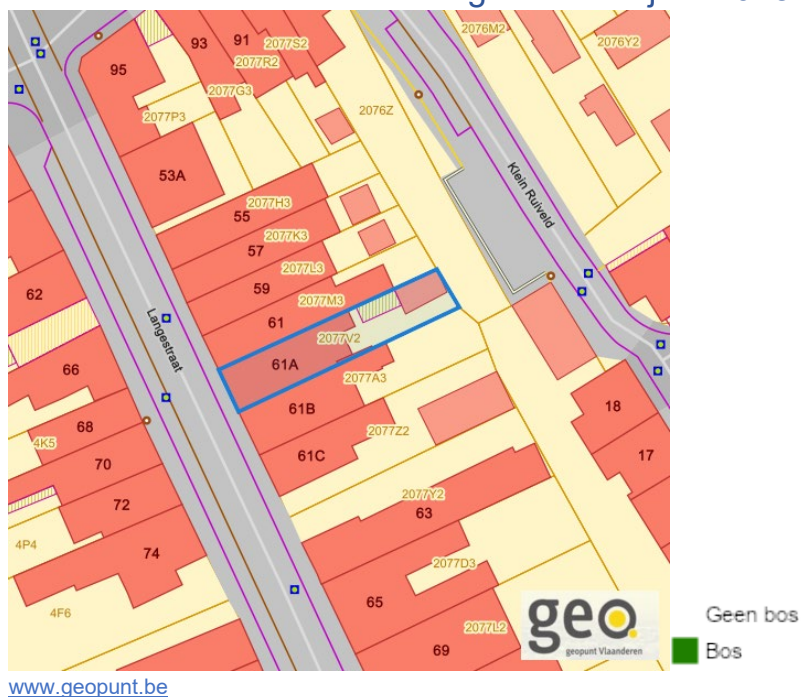 95
93
91
2077S2
2077R2
2077G3
2077P3
53A
2076M2
2076Y2
2076Z
Klein Ruiveld
55
2077H3
57
2077K3
59
2077L3
61
2077M3
62
Langestraat
66
61A
2077V2
2077A3
61B
61C
2077Z2
68
4K5
70
72
74
4P4
4F6
18
17
2077Y2
63
2077D3
65
69
2077L2
geo.
geopunt Vlaanderen
Geen bos
Bos
www.geopunt.be